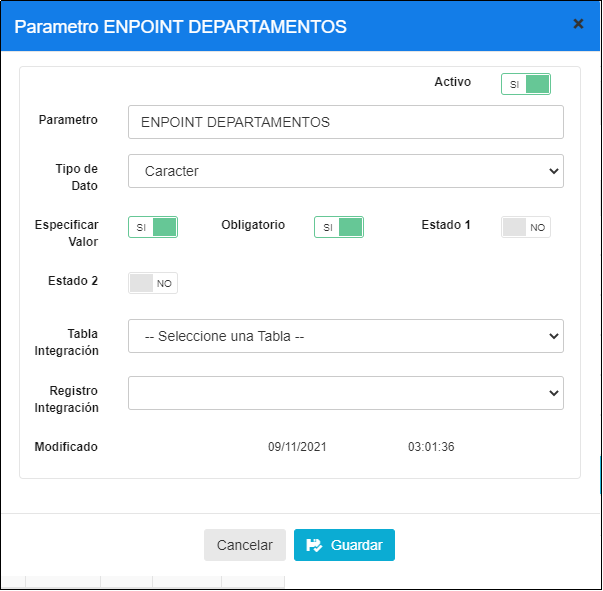 Parametro ENPOINT DEPARTAMENTOS ×
Activo SI
Parametro ENPOINT DEPARTAMENTOS
Tipo de
Dato
Caracter
Especificar
Valor
SI Obligatorio SI Estado 1 NO
Estado 2 NO
Tabla
Integración
-- Seleccione una Tabla --
Registro
Integración
Modificado 09/11/2021 03:01:36
Cancelar Guardar